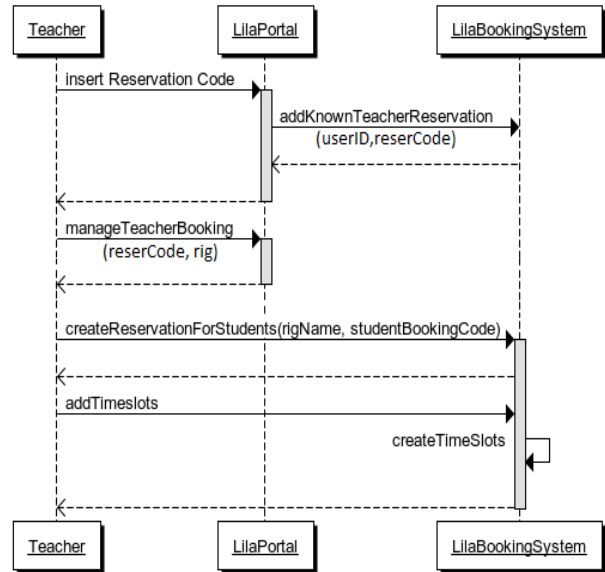 Teacher LilaPortal LilaBookingSystem
insert Reservation Code
addKnownTeacherReservation
(userID,reserCode)
manageTeacherBooking
(reserCode, rig)
createReservationForStudents(rigName, studentBookingCode)
addTimeslots
createTimeSlots
Teacher LilaPortal LilaBookingSystem